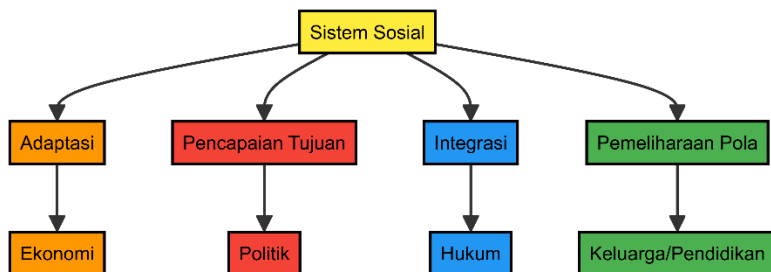 Sistem Sosial
Adaptasi
Pencapaian Tujuan
Integrasi
Pemeliharaan Pola
Ekonomi
Politik
Hukum
Keluarga/Pendidikan